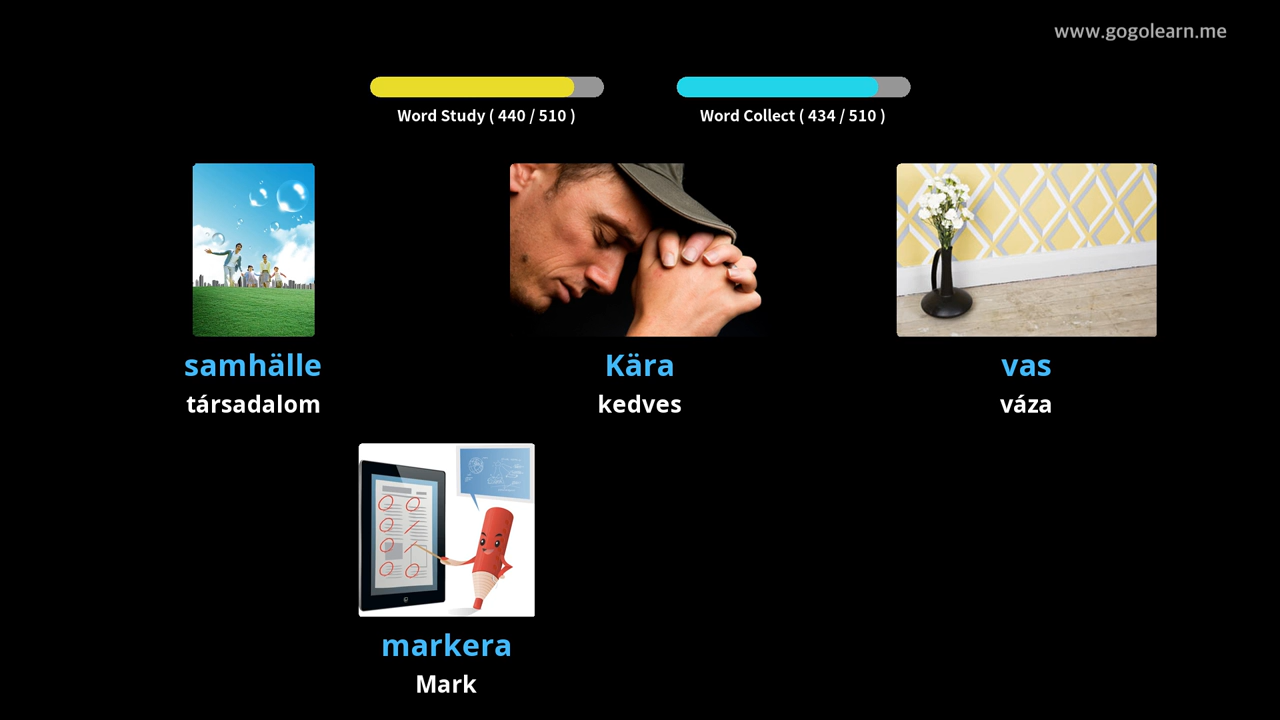 www.gogolearn.me
Word Study ( 440 / 510 )
Word Collect ( 434 / 510 )
samhälle
társadalom
Kära
kedves
vas
váza
markera
Mark